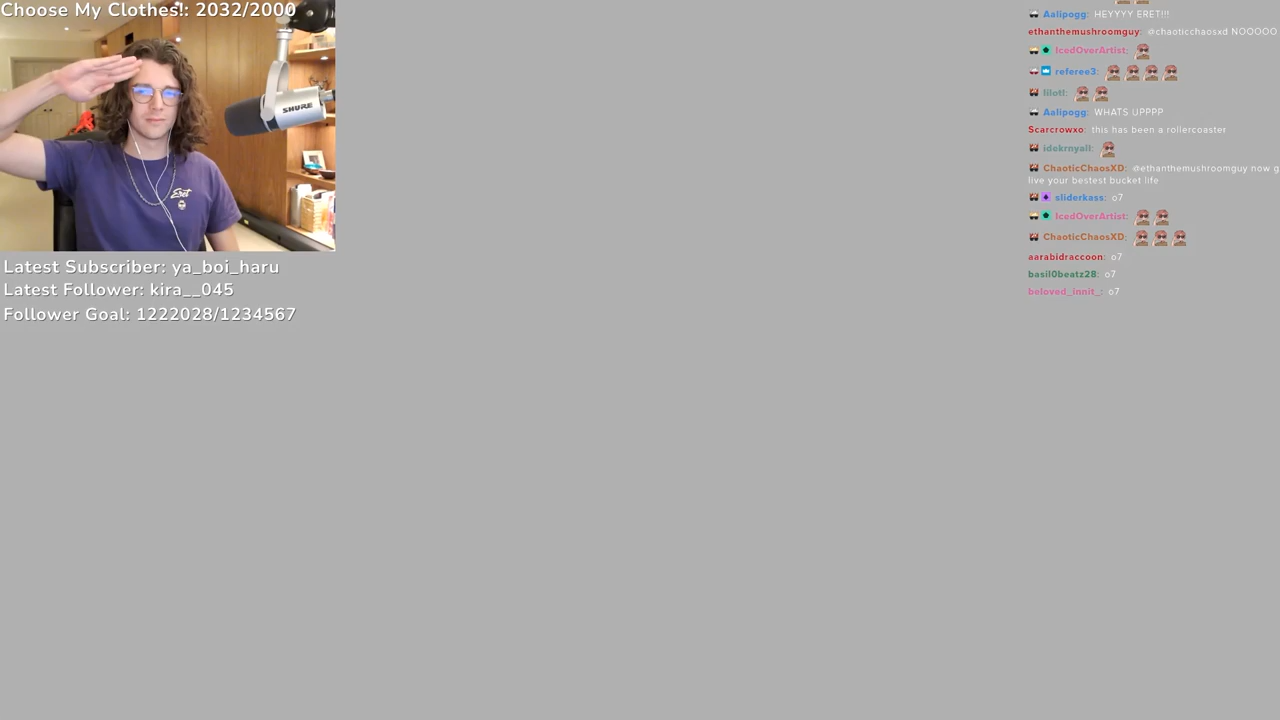 Choose My Clothes!: 2032/2000
SHURE
Eret
Latest Subscriber: ya_boi_haru
Latest Follower: kira__045
Follower Goal: 1222028/1234567
Aalipogg: HEYYYY ERET!!!
ethanthemushroomguy: @chaoticchaosxd NOOOOO
IcedOverArtist:
referee3:
lilotl:
Aalipogg: WHATS UPPPP
Scarcrowxo: this has been a rollercoaster
idekrnyall:
ChaoticChaosXD: @ethanthemushroomguy now g
live your bestest bucket life
sliderkass: o7
IcedOverArtist:
ChaoticChaosXD:
aarabidraccoon: o7
basil0beatz28: o7
beloved_innit_: o7